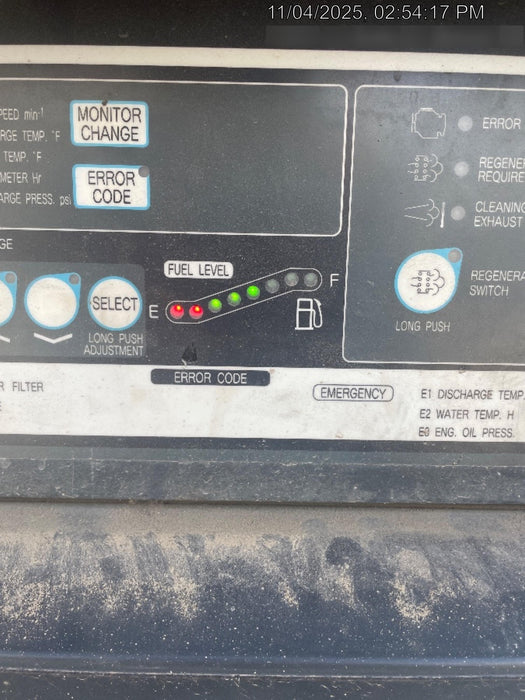 11/04/2025, 02:54:17 PM
PEED min-1
RGE TEMP. °F
TEMP. °F
METER Hr
ARGE PRESS. psi
MONITOR
CHANGE
ERROR
CODE
ERROR
REGENE
REQUIRE
CLEANING
EXHAUST
GE
FUEL LEVEL
E
F
SELECT
LONG PUSH
ADJUSTMENT
REGENERA
SWITCH
LONG PUSH
R FILTER
ERROR CODE
EMERGENCY
E1 DISCHARGE TEMP.
E2 WATER TEMP. H
E3 ENG. OIL PRESS.